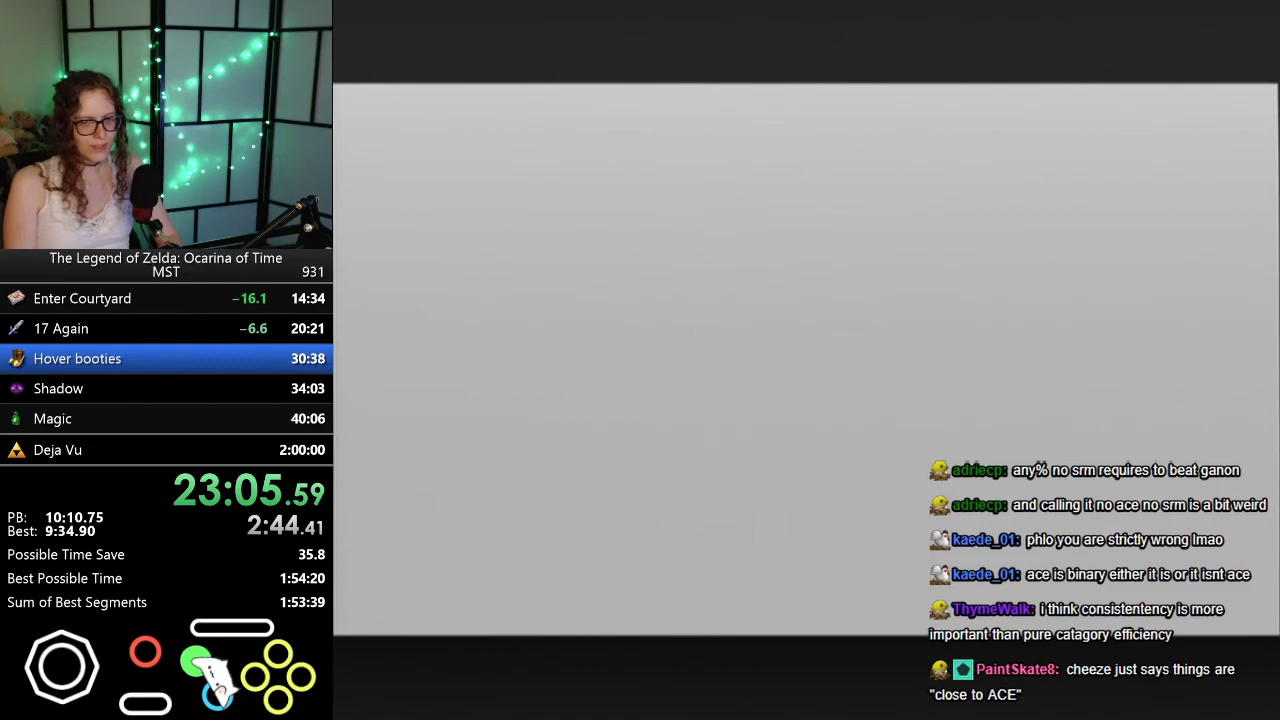 The Legend of Zelda: Ocarina of Time
MST 931
Enter Courtyard −16.1 14:34
17 Again −6.6 20:21
Hover booties 30:38
Shadow 34:03
Magic 40:06
Deja Vu 2:00:00
23:05.59
PB: 10:10.75
Best: 9:34.90
2:44.41
Possible Time Save 35.8
Best Possible Time 1:54:20
Sum of Best Segments 1:53:39
adriecp: any% no srm requires to beat ganon
adriecp: and calling it no ace no srm is a bit weird
kaede_01: phlo you are strictly wrong lmao
kaede_01: ace is binary either it is or it isnt ace
ThymeWalk: i think consistentency is more
important than pure catagory efficiency
PaintSkate8: cheeze just says things are
"close to ACE"